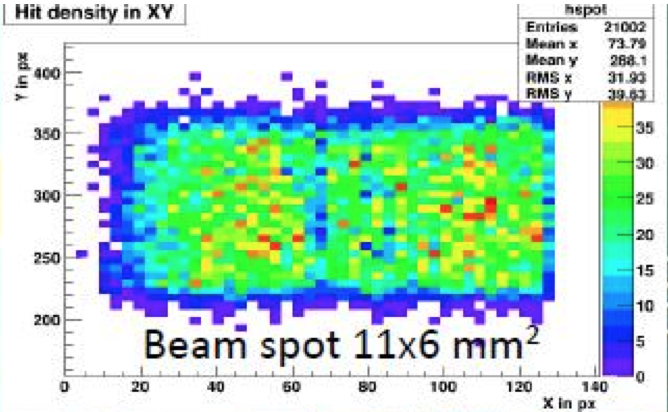 Hit density in XY
hspot
Entries 21002
Mean x 73.79
Mean y 268.1
RMS x 31.93
RMS y 39.63
Y in px
400
350
300
250
200
35
30
25
20
15
10
5
0
Beam spot 11x6 mm²
0 20 40 60 80 100 120 140
X in px